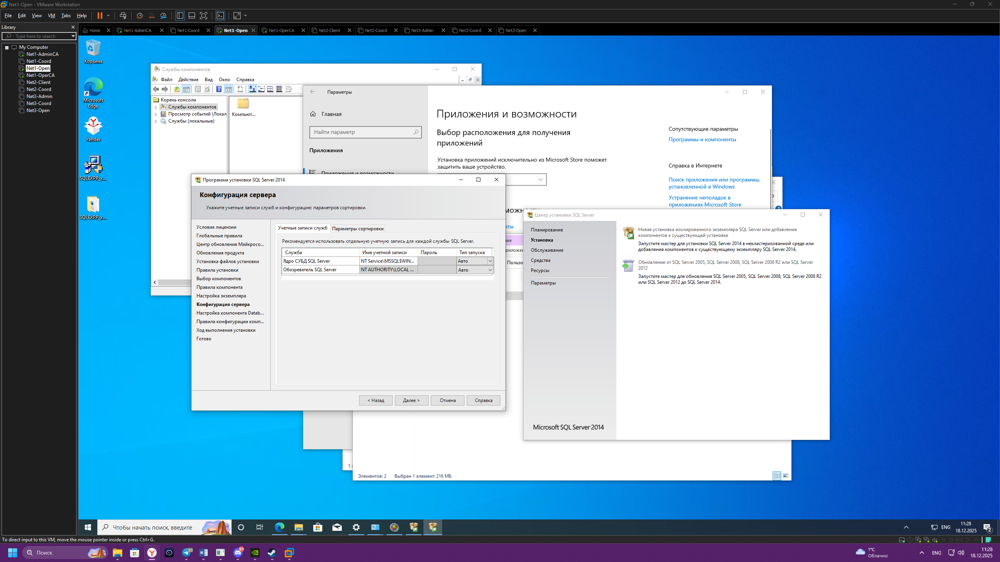 Net1-Open - VMware Workstation
File Edit View VM Tabs Help
Library
Type here to search
My Computer
Net1-AdminCA
Net1-Coord
Net1-Open
Net1-OperCA
Net2-Client
Net2-Coord
Net3-Admin
Net3-Coord
Net3-Open
Home Net1-AdminCA Net1-Coord Net1-Open Net1-OperCA Net2-Client Net2-Coord Net3-Admin Net3-Coord Net3-Open
Корзина
Microsoft
Edge
Yandex
SQLEXPR_x...
SQLEXPR_x...
Службы компонентов
Файл Действие Вид Окно Справка
Корень консоли
Службы компонентов
Просмотр событий (Локал
Службы (локальные)
Компьют...
Параметры
Главная
Найти параметр
Приложения
Приложения и возможности
Приложения и возможности
Выбор расположения для получения
приложений
Установка приложений исключительно из Microsoft Store поможет
защитить ваше устройство.
Сопутствующие параметры
Программы и компоненты
Справка в Интернете
Поиск приложения или программы,
установленной в Windows
Устранение неполадок в
приложениях Microsoft Store
Программа установки SQL Server 2014
Конфигурация сервера
Укажите учетные записи служб и конфигурацию параметров сортировки.
Условия лицензии
Глобальные правила
Центр обновления Майкросо...
Обновления продукта
Установка файлов установки
Правила установки
Выбор компонентов
Правила компонента
Настройка экземпляра
Конфигурация сервера
Настройка компонента Datab...
Правила конфигурации комп...
Ход выполнения установки
Готово
Учетные записи служб Параметры сортировки
Рекомендуется использовать отдельную учетную запись для каждой службы SQL Server.
Служба Имя учетной записи Пароль Тип запуска
Ядро СУБД SQL Server NT Service\MSSQL$WIN... Авто
Обозреватель SQL Server NT AUTHORITY\LOCAL ... Авто
< Назад Далее > Отмена Справка
Пользо
Центр установки SQL Server
Планирование
Установка
Обслуживание
Средства
Ресурсы
Параметры
Новая установка изолированного экземпляра SQL Server или добавление
компонентов к существующей установке
Запустите мастер для установки SQL Server 2014 в некластеризованной среде или
добавления компонентов к существующему экземпляру SQL Server 2014.
Обновление от SQL Server 2005, SQL Server 2008, SQL Server 2008 R2 или SQL Server
2012
Запустите мастер для обновления SQL Server 2005, SQL Server 2008, SQL Server 2008 R2
или SQL Server 2012 до SQL Server 2014.
Microsoft SQL Server 2014
Элементов: 2 Выбран 1 элемент: 216 МБ
Чтобы начать поиск, введите
ENG
11:28
18.12.2025
2
To direct input to this VM, move the mouse pointer inside or press Ctrl+G.
Поиск
9+
1°C
Облачно
ENG
11:28
18.12.2025